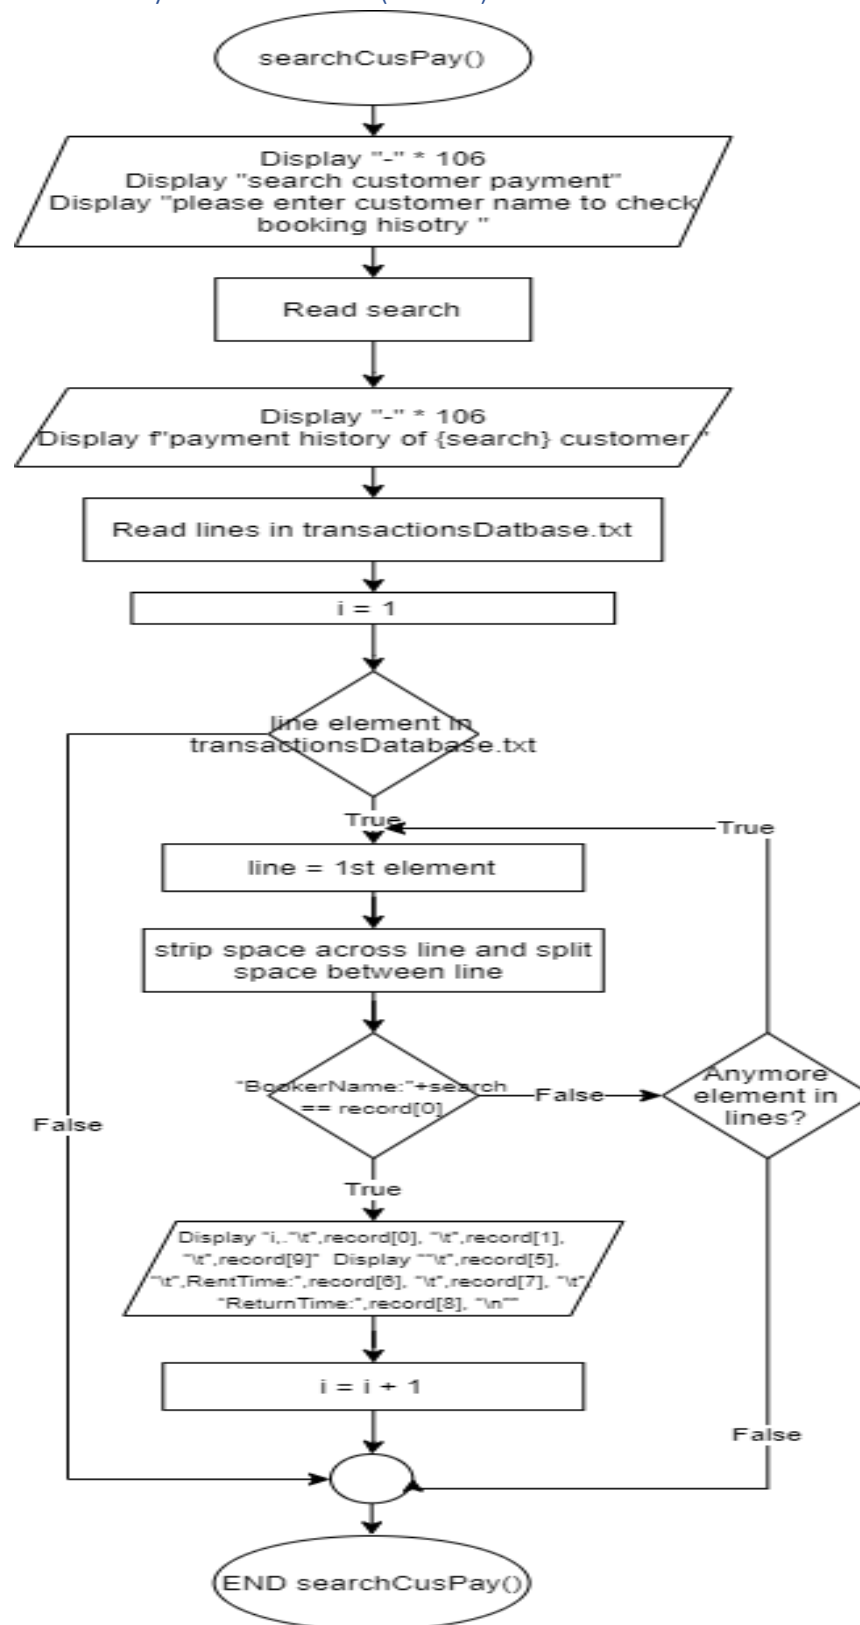 searchCusPay()
Display "-" * 106
Display "search customer payment"
Display "please enter customer name to check
booking hisotry "
Read search
Display "-" * 106
Display f"payment history of {search} customer "
Read lines in transactionsDatbase.txt
i = 1
line element in
transactionsDatabase.txt
True
True
line = 1st element
strip space across line and split
space between line
"BookerName:"+search
== record[0]
False
Anymore
element in
lines?
False
True
Display "i,."\t",record[0], "\t",record[1],
"\t",record[9]" Display ""\t",record[5],
"\t",RentTime:",record[6], "\t",record[7], "\t"
"ReturnTime:",record[8], "\n""
i = i + 1
False
END searchCusPay()